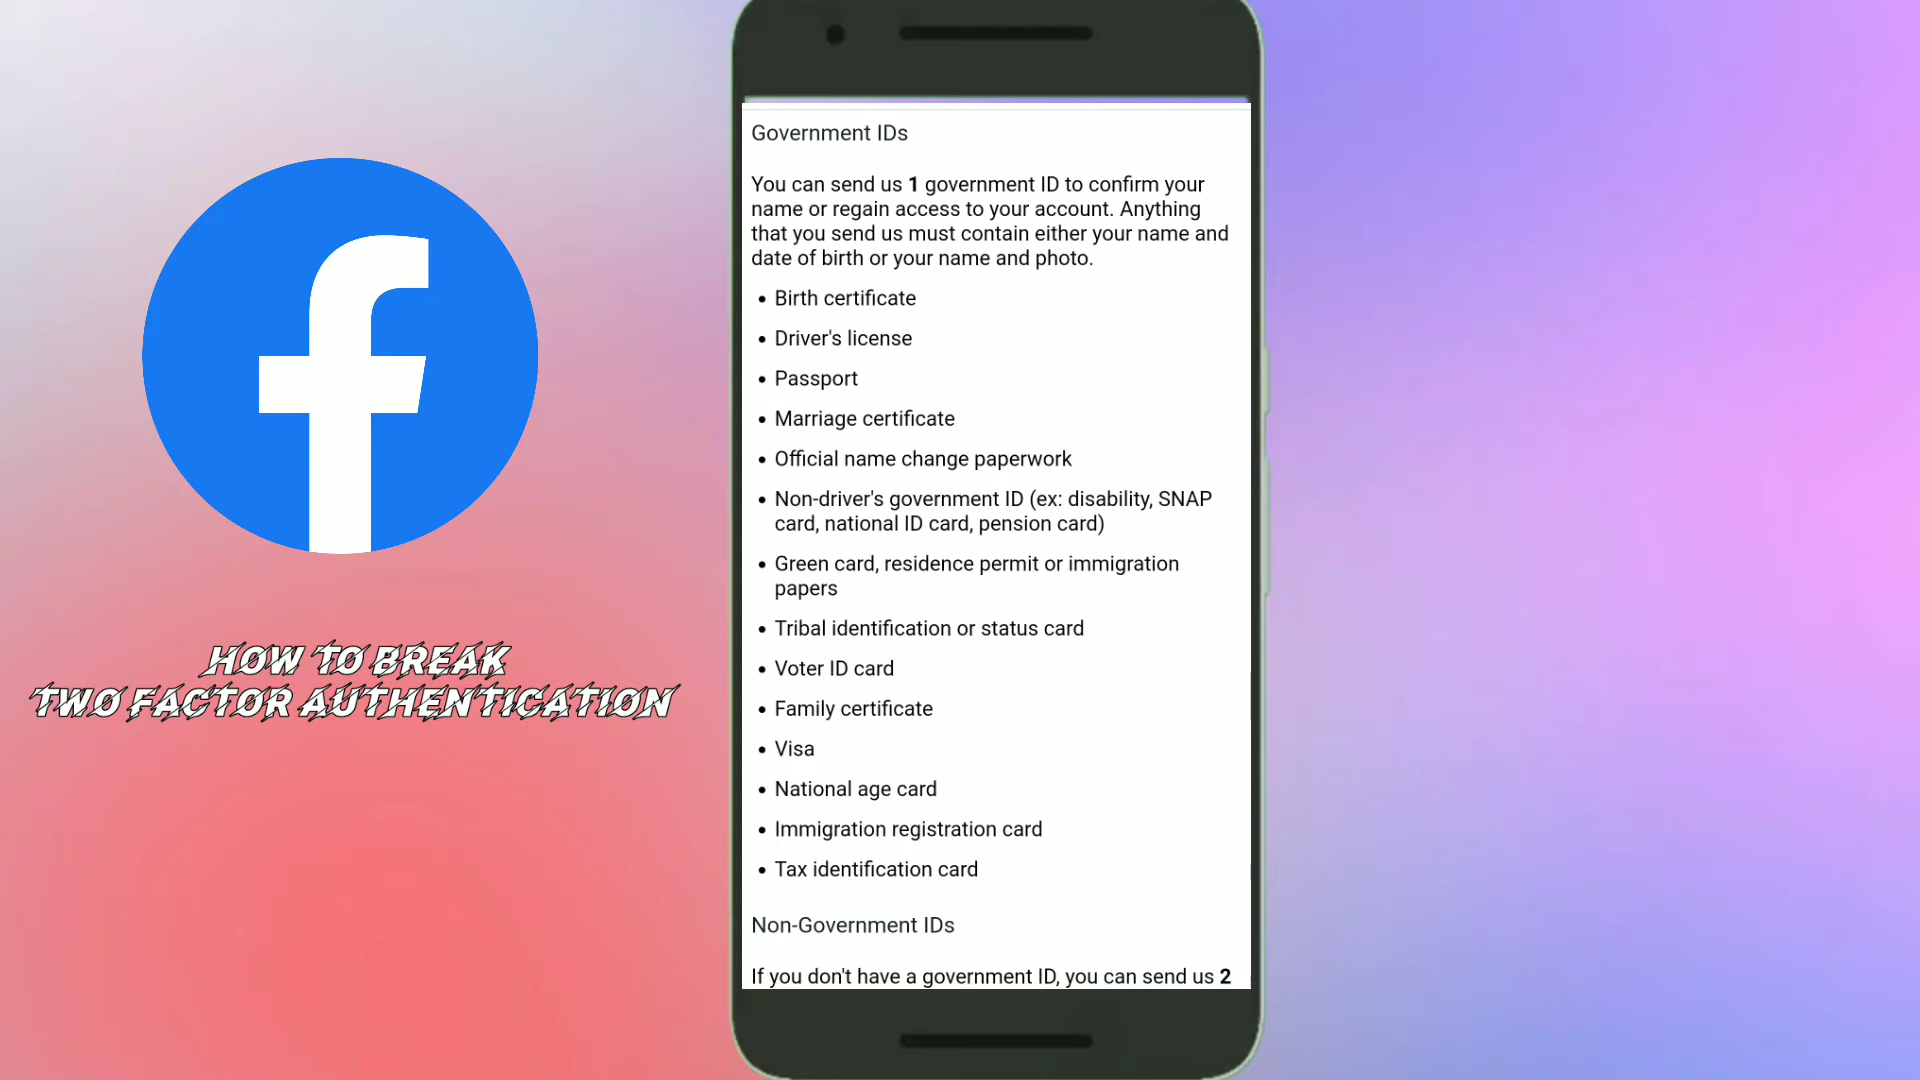 HOW TO BREAK
TWO FACTOR AUTHENTICATION
Government IDs
You can send us 1 government ID to confirm your
name or regain access to your account. Anything
that you send us must contain either your name and
date of birth or your name and photo.
• Birth certificate
• Driver's license
• Passport
• Marriage certificate
• Official name change paperwork
• Non-driver's government ID (ex: disability, SNAP
card, national ID card, pension card)
• Green card, residence permit or immigration
papers
• Tribal identification or status card
• Voter ID card
• Family certificate
• Visa
• National age card
• Immigration registration card
• Tax identification card
Non-Government IDs
If you don't have a government ID, you can send us 2